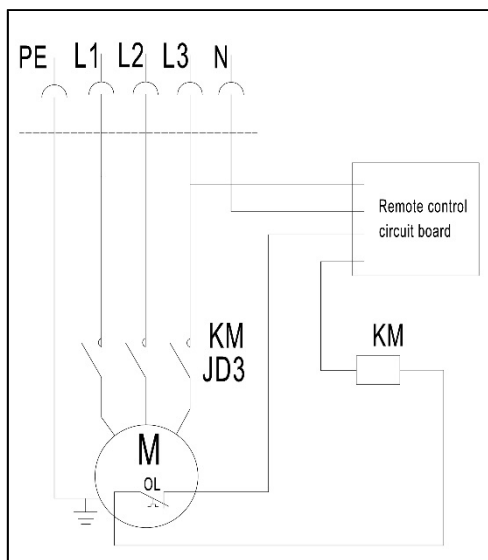 PE L1 L2 L3 N
Remote control
circuit board
KM
JD3
KM
M
OL